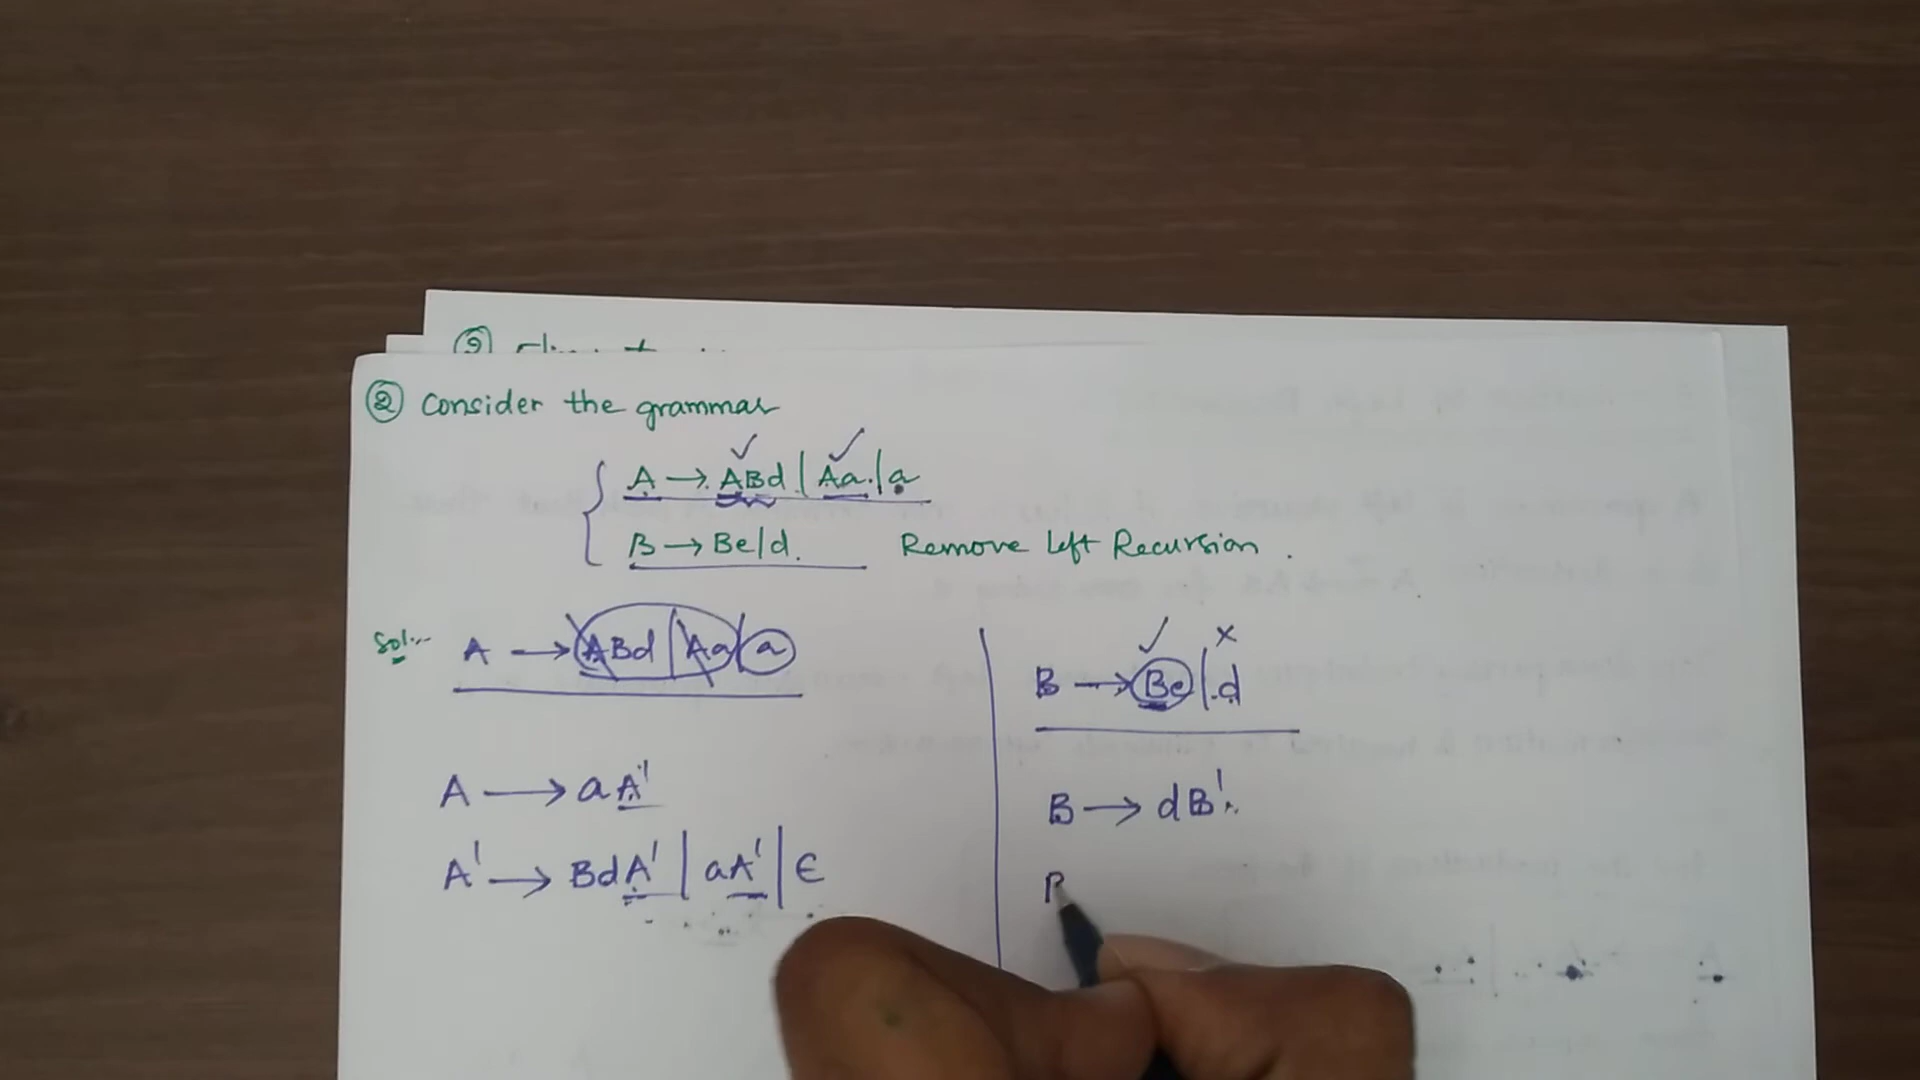 ② Consider the grammar
A → ABd | Aa | a
B → Be/d. Remove Left Recursion.
Sol:- A → ABd | Aa | a
A → aA'
A' → BdA' | aA' | ϵ
B → Be | d
B → dB'